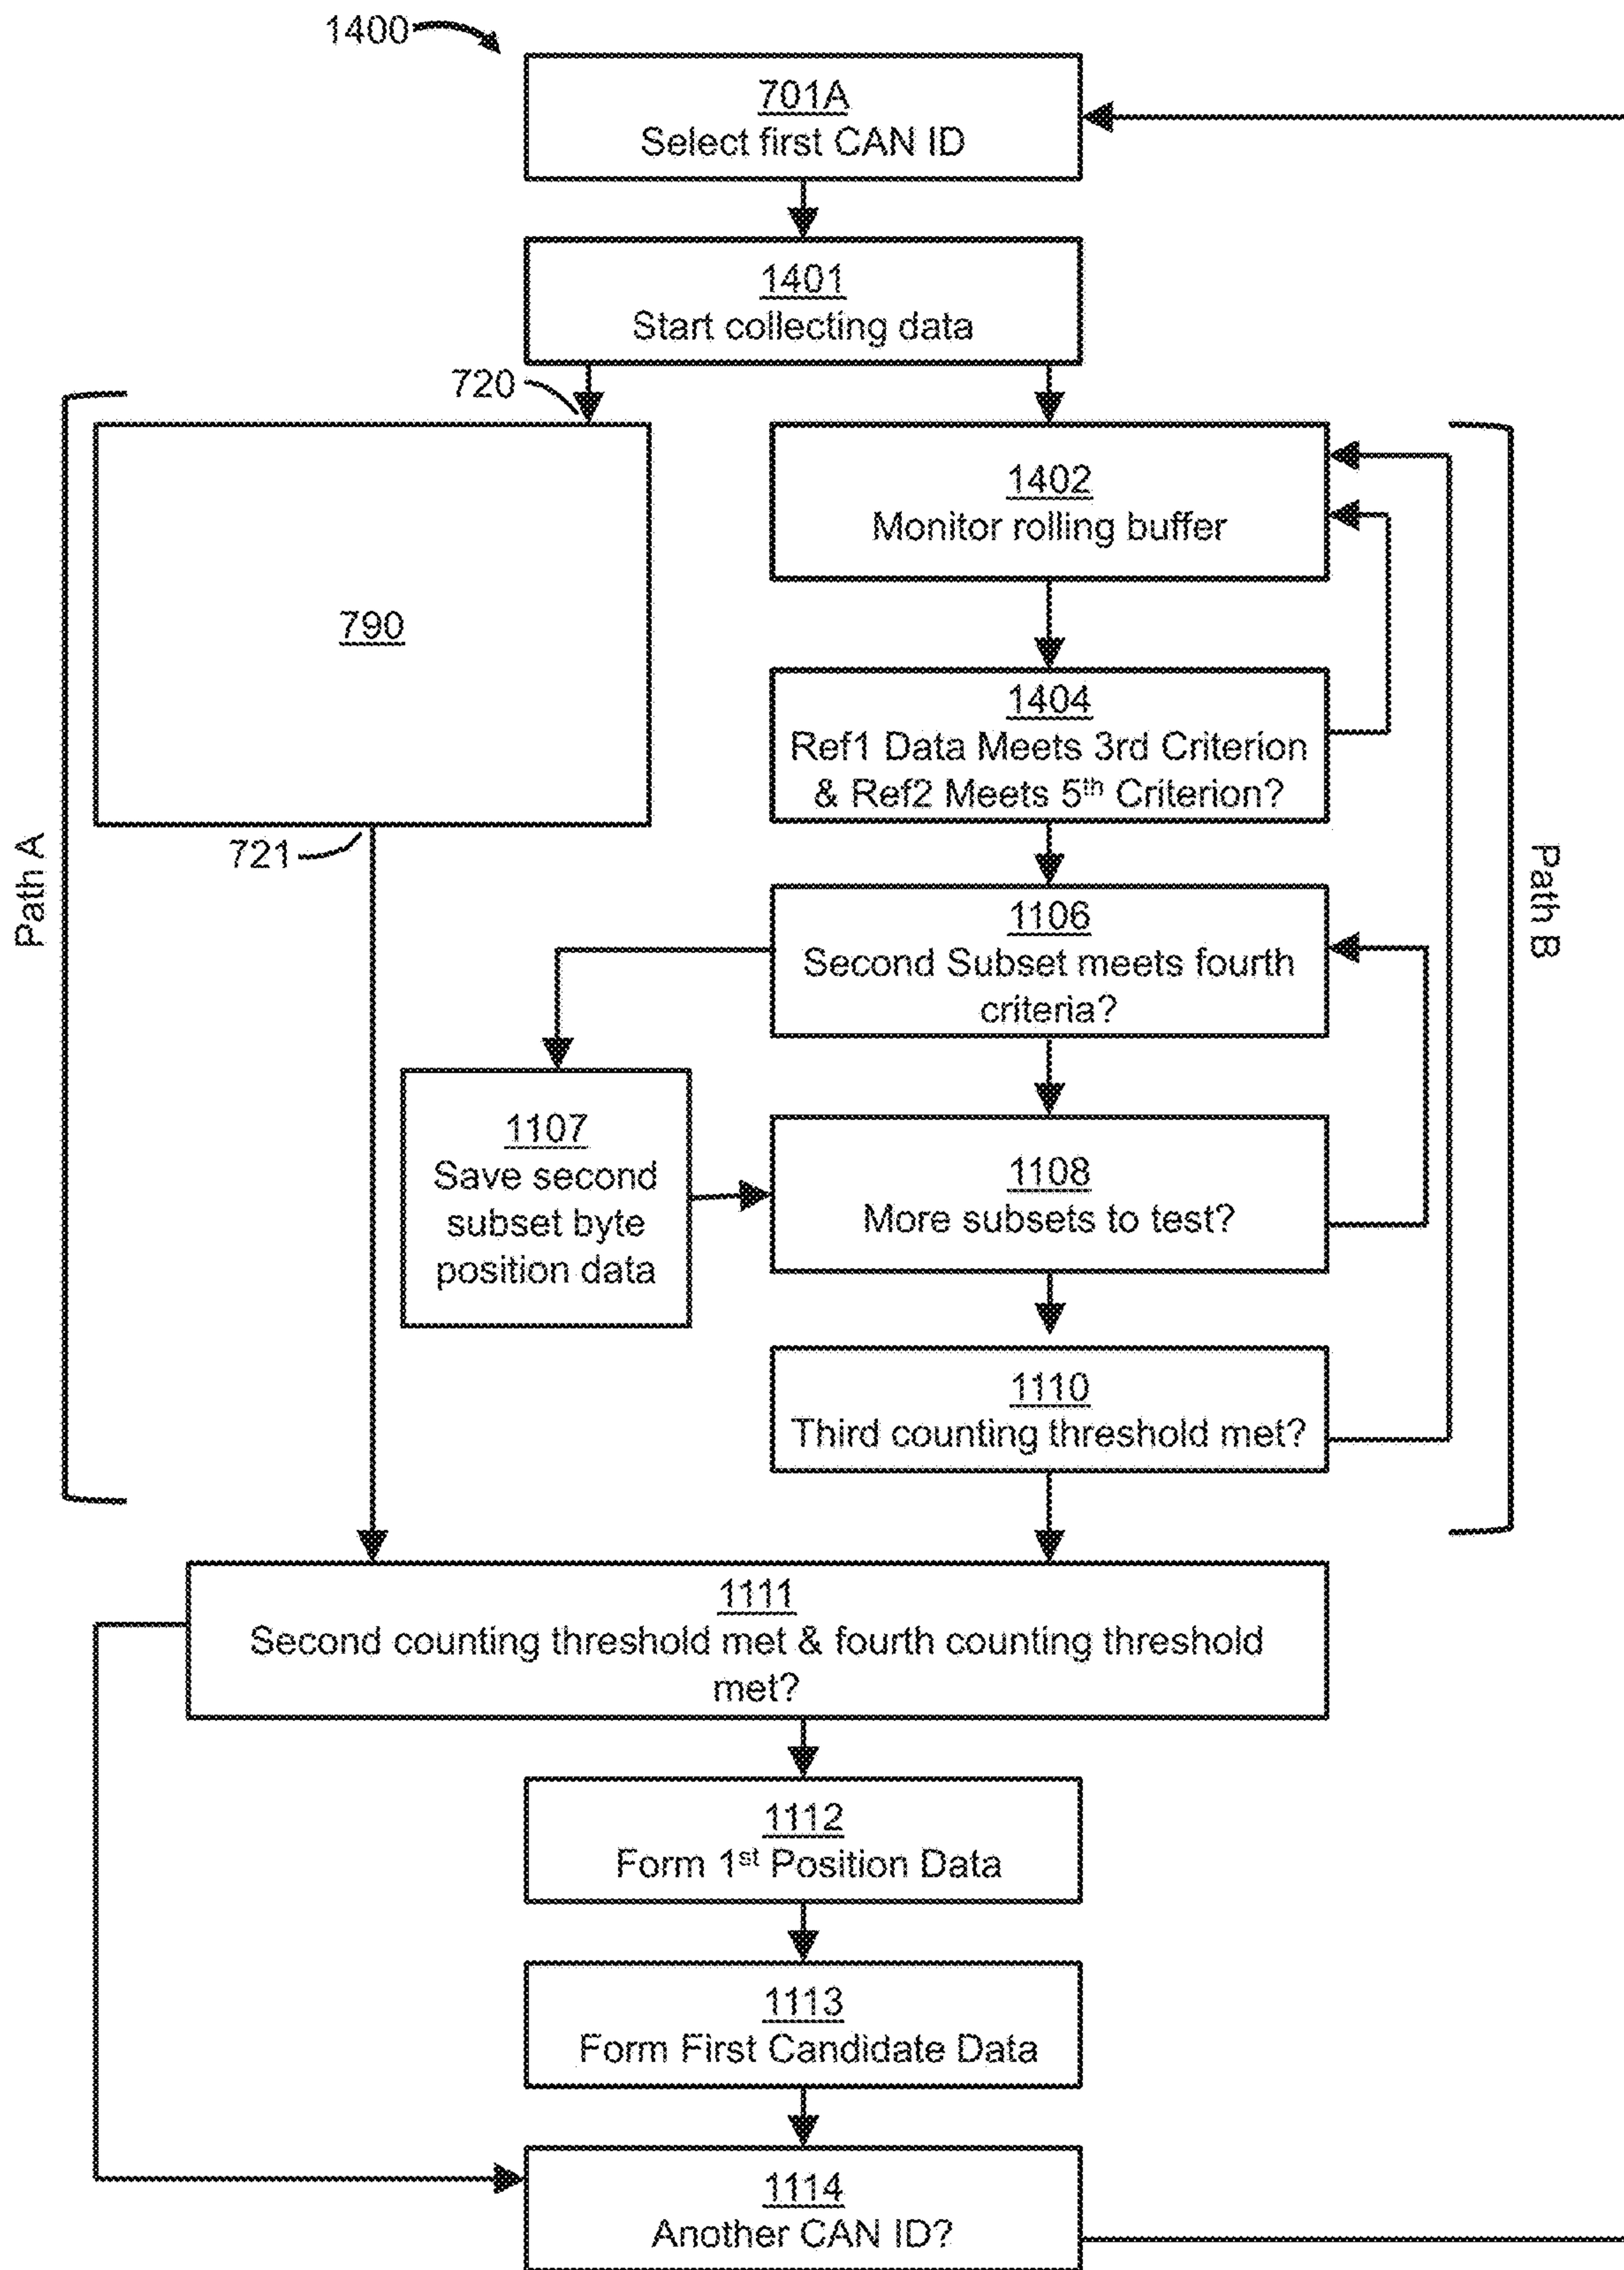 1400
701A
Select first CAN ID
1401
Start collecting data
720
790
721
Path A
1402
Monitor rolling buffer
1404
Ref1 Data Meets 3rd Criterion
& Ref2 Meets 5th Criterion?
Path B
1106
Second Subset meets fourth
criteria?
1107
Save second
subset byte
position data
1108
More subsets to test?
1110
Third counting threshold met?
1111
Second counting threshold met & fourth counting threshold
met?
1112
Form 1st Position Data
1113
Form First Candidate Data
1114
Another CAN ID?